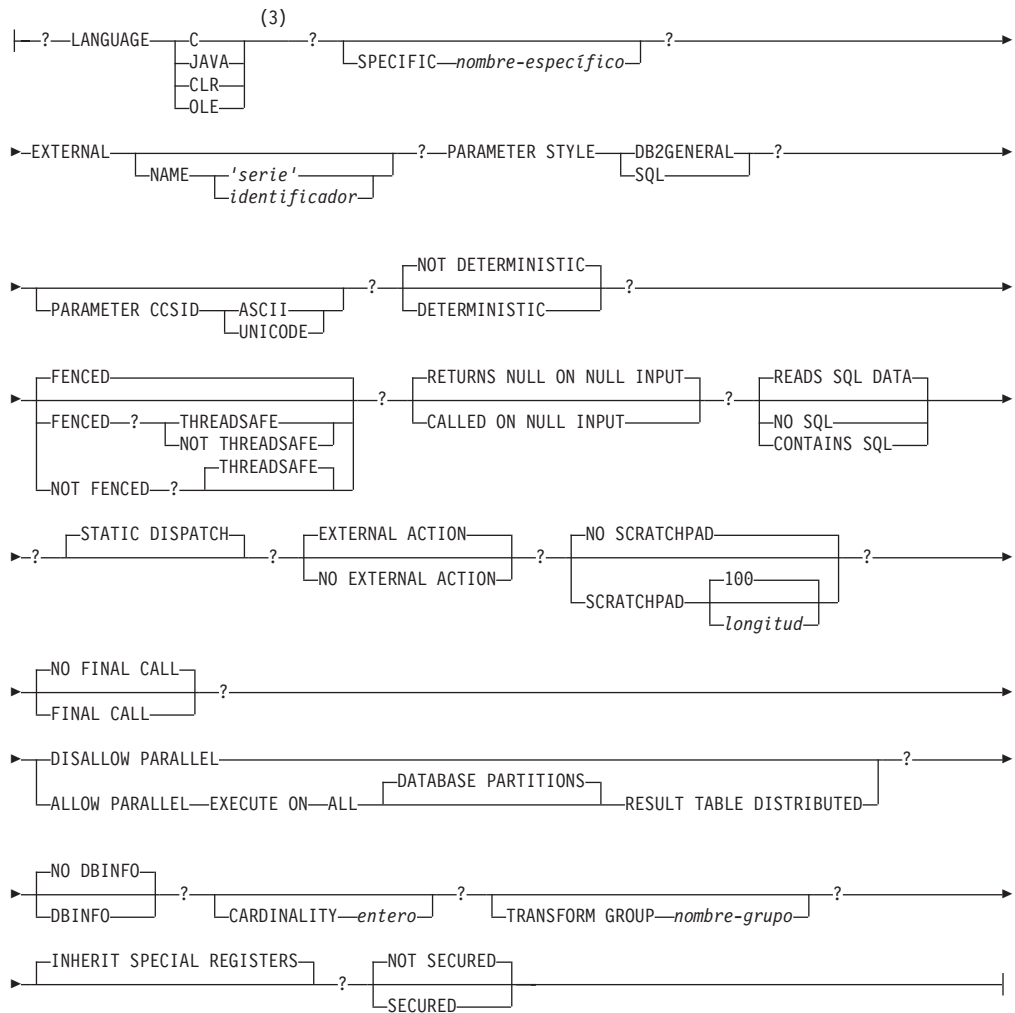 (3)
? LANGUAGE C ? ?
JAVA SPECIFIC nombre-específico
CLR
OLE
EXTERNAL ? PARAMETER STYLE DB2GENERAL ?
NAME 'serie' SQL
identificador
? NOT DETERMINISTIC ?
PARAMETER CCSID ASCII DETERMINISTIC
UNICODE
FENCED ? RETURNS NULL ON NULL INPUT ? READS SQL DATA ?
FENCED ? THREADSAFE CALLED ON NULL INPUT NO SQL
NOT THREADSAFE CONTAINS SQL
THREADSAFE
NOT FENCED ?
? STATIC DISPATCH ? EXTERNAL ACTION ? NO SCRATCHPAD ?
NO EXTERNAL ACTION 100
SCRATCHPAD
longitud
NO FINAL CALL ?
FINAL CALL
DISALLOW PARALLEL ?
DATABASE PARTITIONS
ALLOW PARALLEL EXECUTE ON ALL RESULT TABLE DISTRIBUTED
NO DBINFO ? ? ?
DBINFO CARDINALITY entero TRANSFORM GROUP nombre-grupo
INHERIT SPECIAL REGISTERS ? NOT SECURED
SECURED